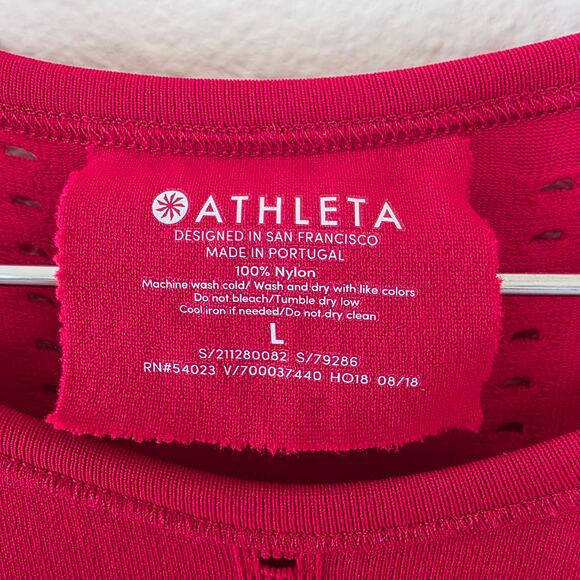 ATHLETA
DESIGNED IN SAN FRANCISCO
MADE IN PORTUGAL
100% Nylon
Machine wash cold/ Wash and dry with like colors
Do not bleach/Tumble dry low
Cool iron if needed/Do not dry clean
L
S/211280082 S/79286
RN#54023 V/700037440 HO18 08/18